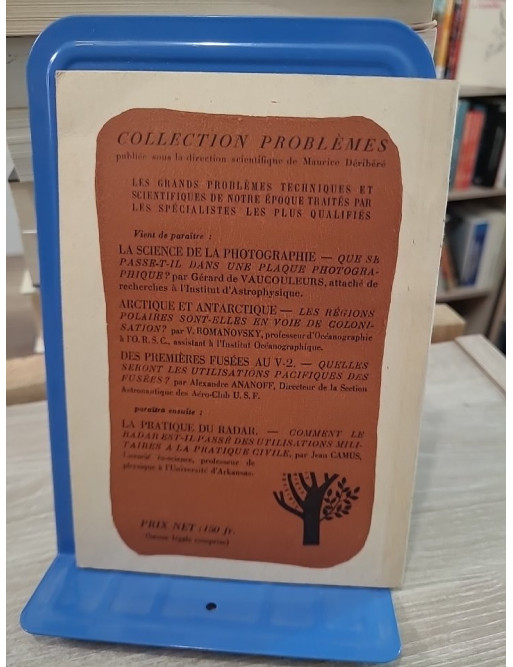 COLLECTION PROBLÈMES
publiée sous la direction scientifique de Maurice Déribéré
LES GRANDS PROBLÈMES TECHNIQUES ET
SCIENTIFIQUES DE NOTRE ÉPOQUE TRAITÉS PAR
LES SPÉCIALISTES LES PLUS QUALIFIÉS
Vient de paraître :
LA SCIENCE DE LA PHOTOGRAPHIE — QUE SE
PASSE-T-IL DANS UNE PLAQUE PHOTOGRA-
PHIQUE? par Gérard de VAUCOULEURS, attaché de
recherches à l'Institut d'Astrophysique.
ARCTIQUE ET ANTARCTIQUE — LES RÉGIONS
POLAIRES SONT-ELLES EN VOIE DE COLONI-
SATION? par V. ROMANOVSKY, professeur d'Océanographie
à l'O.R.S.C., assistant à l'Institut Océanographique.
DES PREMIÈRES FUSÉES AU V-2. — QUELLES
SERONT LES UTILISATIONS PACIFIQUES DES
FUSÉES? par Alexandre ANANOFF, Directeur de la Section
Astronautique des Aéro-Club U.S.F.
paraîtra ensuite :
LA PRATIQUE DU RADAR. — COMMENT LE
RADAR EST-IL PASSÉ DES UTILISATIONS MILI-
TAIRES A LA PRATIQUE CIVILE, par Jean CAMUS,
professeur de
physique à l'Université d'Arkansas.
PRIX NET : 150 fr.